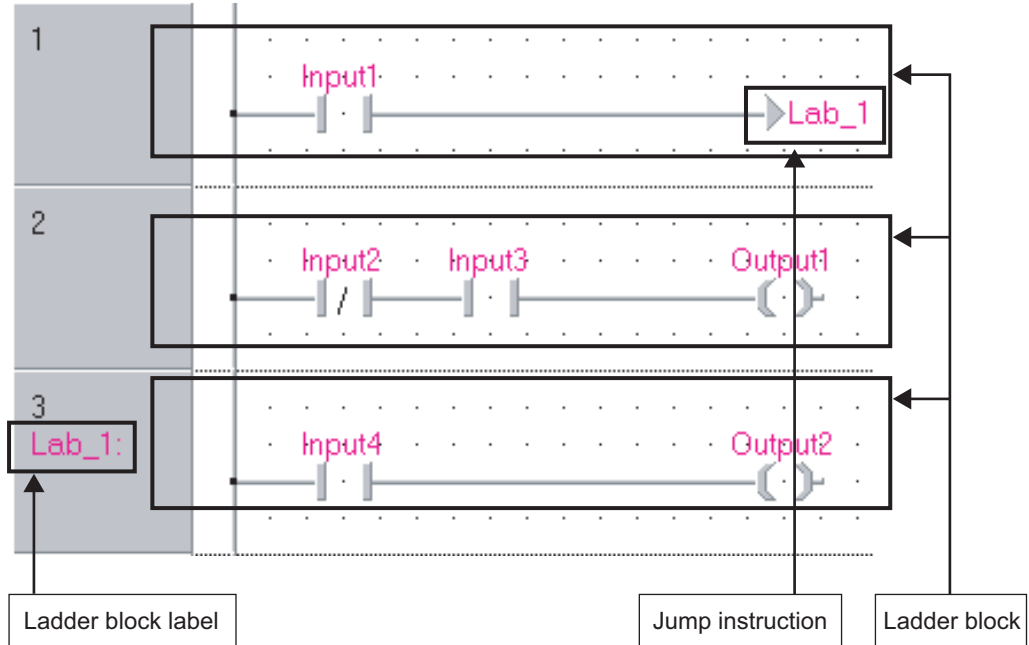 1
Input1
Lab_1
2
Input2 Input3 Output1
3
Lab_1:
Input4 Output2
Ladder block label
Jump instruction
Ladder block